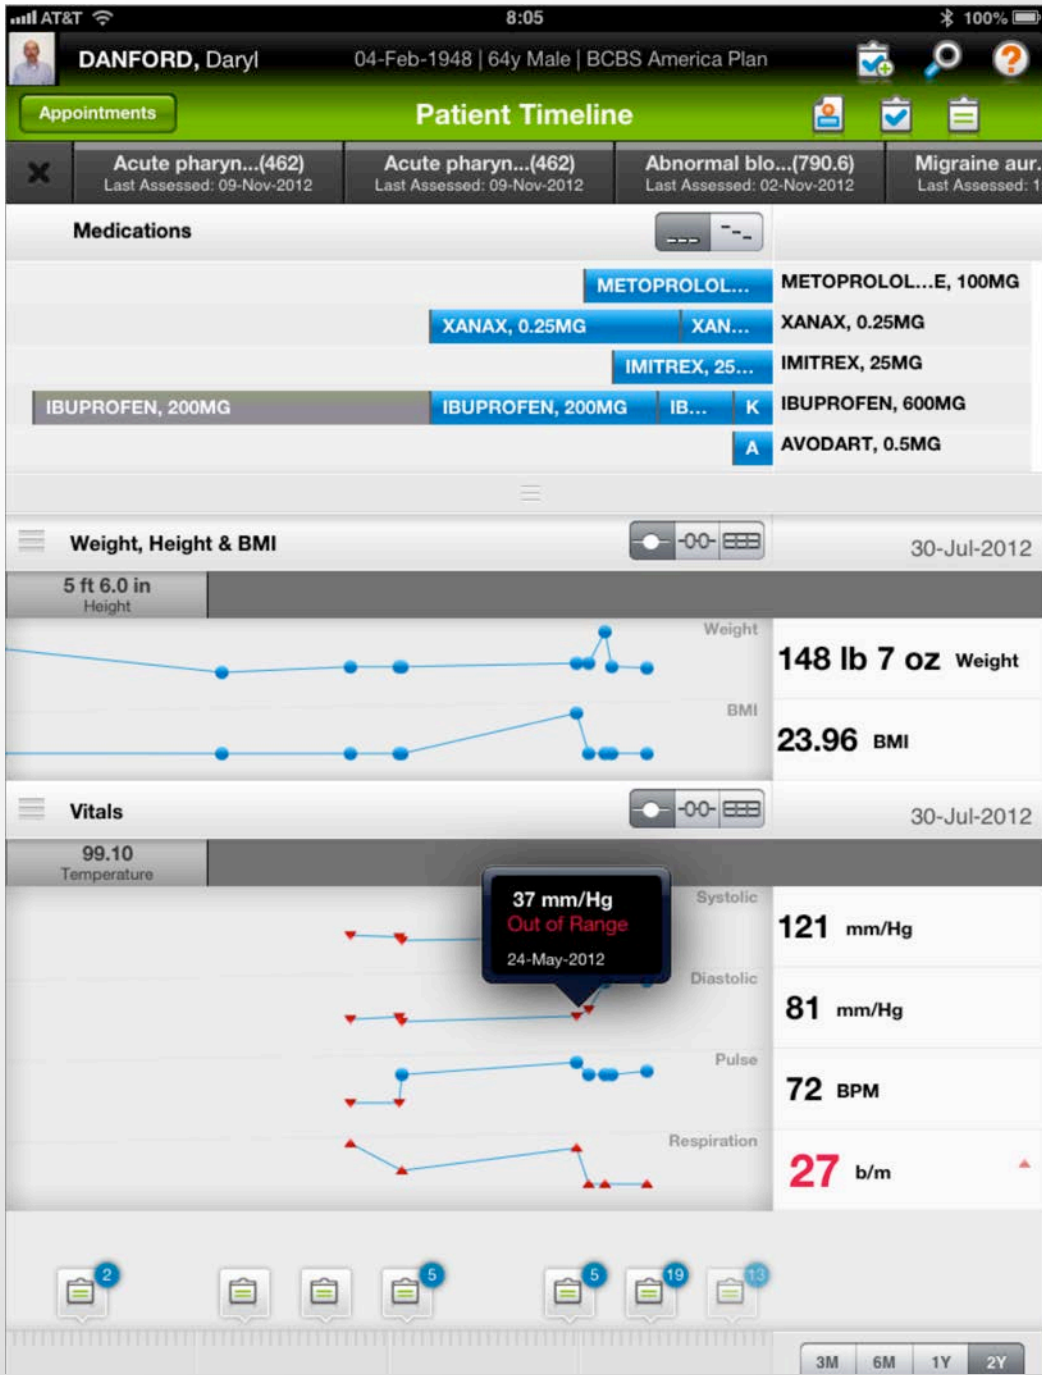 AT&T 8:05 100%
DANFORD, Daryl 04-Feb-1948 | 64y Male | BCBS America Plan
Appointments Patient Timeline
Acute pharyn...(462) Acute pharyn...(462) Abnormal blo...(790.6) Migraine aur.
Last Assessed: 09-Nov-2012 Last Assessed: 09-Nov-2012 Last Assessed: 02-Nov-2012 Last Assessed: 1
Medications
METOPROLOL... METOPROLOL...E, 100MG
XANAX, 0.25MG XAN... XANAX, 0.25MG
IMITREX, 25... IMITREX, 25MG
IBUPROFEN, 200MG IBUPROFEN, 200MG IB... K IBUPROFEN, 600MG
A AVODART, 0.5MG
Weight, Height & BMI 30-Jul-2012
5 ft 6.0 in
Height
Weight
148 lb 7 oz Weight
BMI
23.96 BMI
Vitals 30-Jul-2012
99.10
Temperature
37 mm/Hg
Out of Range
24-May-2012
Systolic
121 mm/Hg
Diastolic
81 mm/Hg
Pulse
72 BPM
Respiration
27 b/m
2 5 5 19 13
3M 6M 1Y 2Y